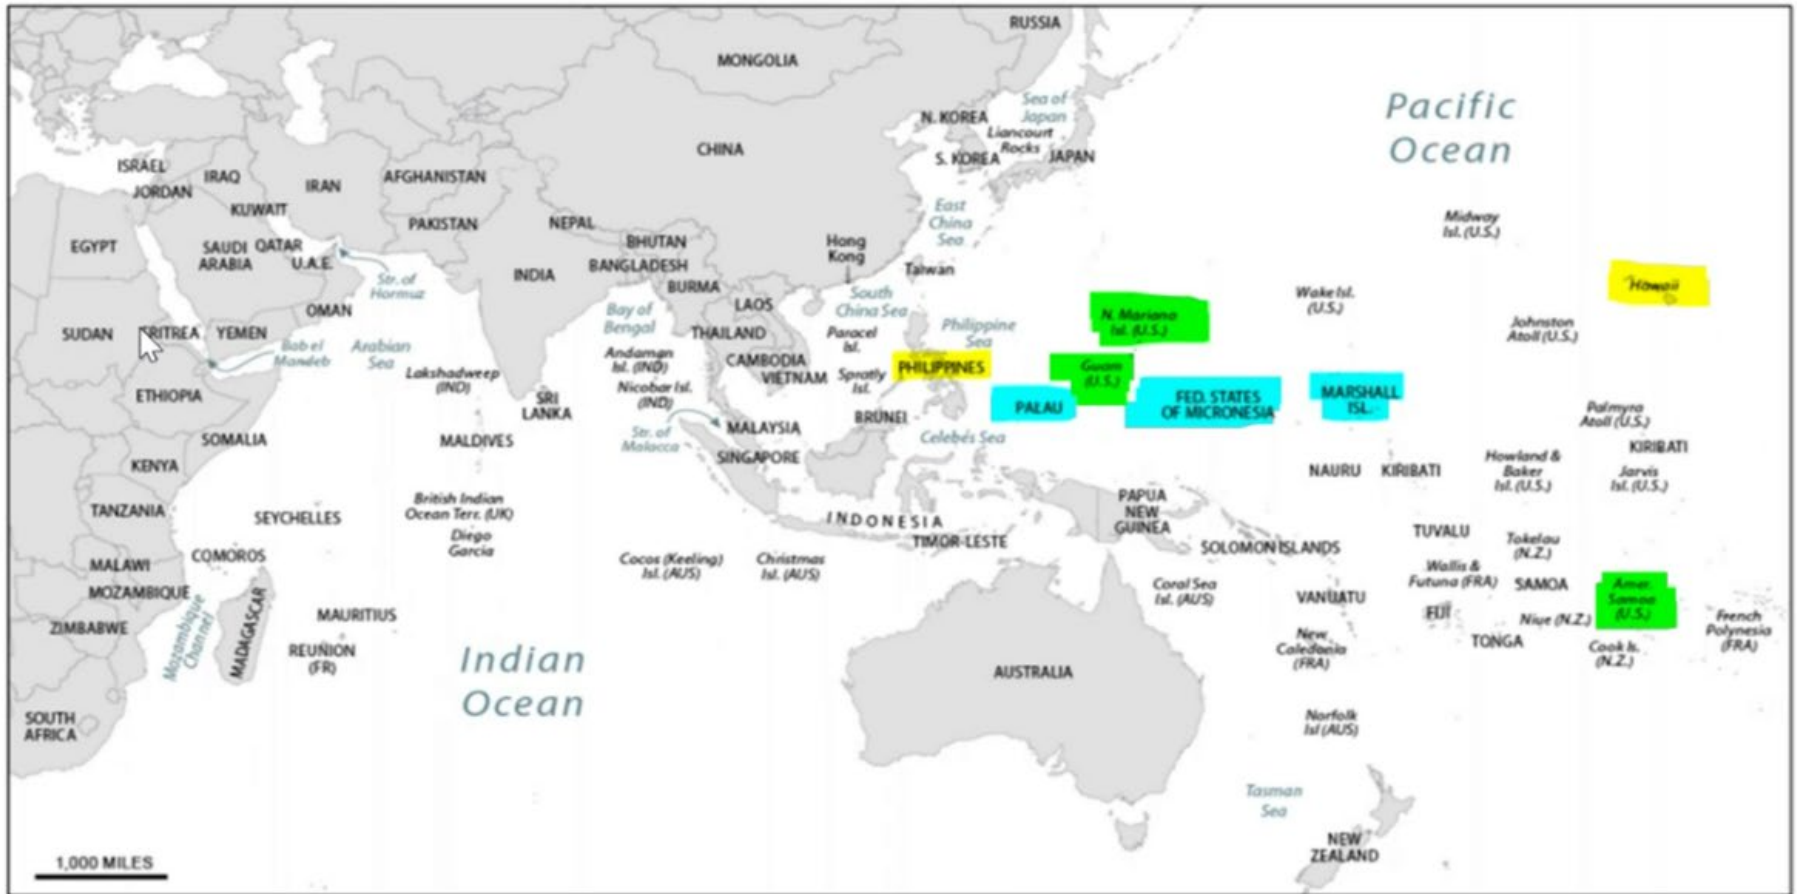 RUSSIA
MONGOLIA
Pacific
Ocean
Sea of
Japan
N. KOREA
Liancourt
Rocks
S. KOREA
JAPAN
CHINA
ISRAEL
JORDAN
IRAQ
IRAN
AFGHANISTAN
KUWAIT
PAKISTAN
NEPAL
East
China
Sea
Midway
Isl. (U.S.)
EGYPT
SAUDI
ARABIA
QATAR
U.A.E.
BHUTAN
Hong
Kong
BANGLADESH
Taiwan
INDIA
Str. of
Hormuz
BURMA
Hawaii
OMAN
Bay of
Bengal
LAOS
South
China Sea
Wake Isl.
(U.S.)
N. Mariana
Isl. (U.S.)
SUDAN
ERITREA
YEMEN
Bab el
Mandeb
Arabian
Sea
THAILAND
Paracel
Isl.
Philippine
Sea
Johnston
Atoll (U.S.)
Andaman
Isl. (IND)
CAMBODIA
VIETNAM
PHILIPPINES
Guam
(U.S.)
Lakshadweep
(IND)
Nicobar Isl.
(IND)
Spratly
Isl.
ETHIOPIA
SRI
LANKA
PALAU
FED. STATES
OF MICRONESIA
MARSHALL
ISL.
BRUNEI
Palmyra
Atoll (U.S.)
SOMALIA
MALDIVES
Str. of
Malacca
MALAYSIA
Celebes Sea
KIRIBATI
KENYA
SINGAPORE
NAURU
KIRIBATI
Howland &
Baker
Isl. (U.S.)
Jarvis
Isl. (U.S.)
TANZANIA
SEYCHELLES
British Indian
Ocean Terr. (UK)
Diego
Garcia
INDONESIA
PAPUA
NEW
GUINEA
TIMOR-LESTE
SOLOMON ISLANDS
TUVALU
Tokelau
(N.Z.)
MALAWI
COMOROS
Cocos (Keeling)
Isl. (AUS)
Christmas
Isl. (AUS)
Wallis &
Futuna (FRA)
SAMOA
Amer.
Samoa
(U.S.)
MOZAMBIQUE
Coral Sea
Isl. (AUS)
VANUATU
FIJI
Niue (N.Z.)
French
Polynesia
(FRA)
ZIMBABWE
Mozambique
Channel
MADAGASCAR
MAURITIUS
REUNION
(FR)
New
Caledonia
(FRA)
TONGA
Cook Is.
(N.Z.)
Indian
Ocean
AUSTRALIA
SOUTH
AFRICA
Norfolk
Isl (AUS)
Tasman
Sea
NEW
ZEALAND
1,000 MILES